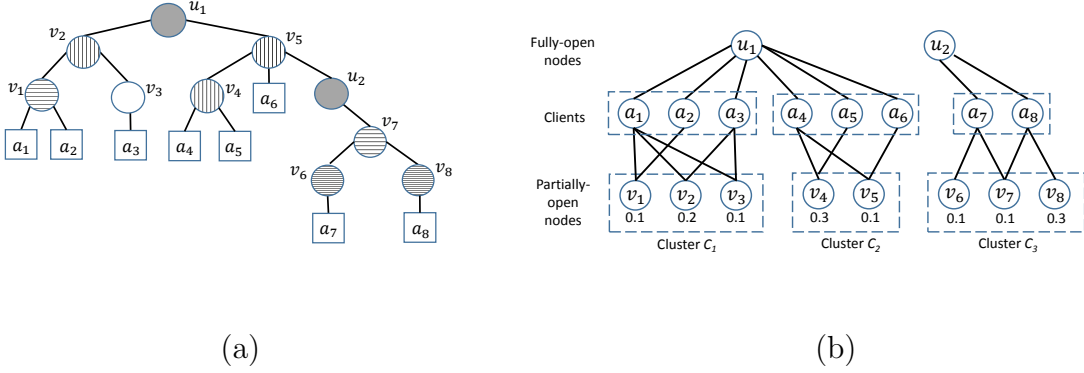 u1
v2
v5
u2
v1
v3
v4
a6
v7
a1 a2 a3 a4 a5
v6
v8
a7
a8
(a)
Fully-open
nodes
u1
u2
Clients
a1 a2 a3 a4 a5 a6 a7 a8
Partially-
open
nodes
v1 v2 v3 v4 v5 v6 v7 v8
0.1 0.2 0.1 0.3 0.1 0.1 0.1 0.3
Cluster C1
Cluster C2
Cluster C3
(b)